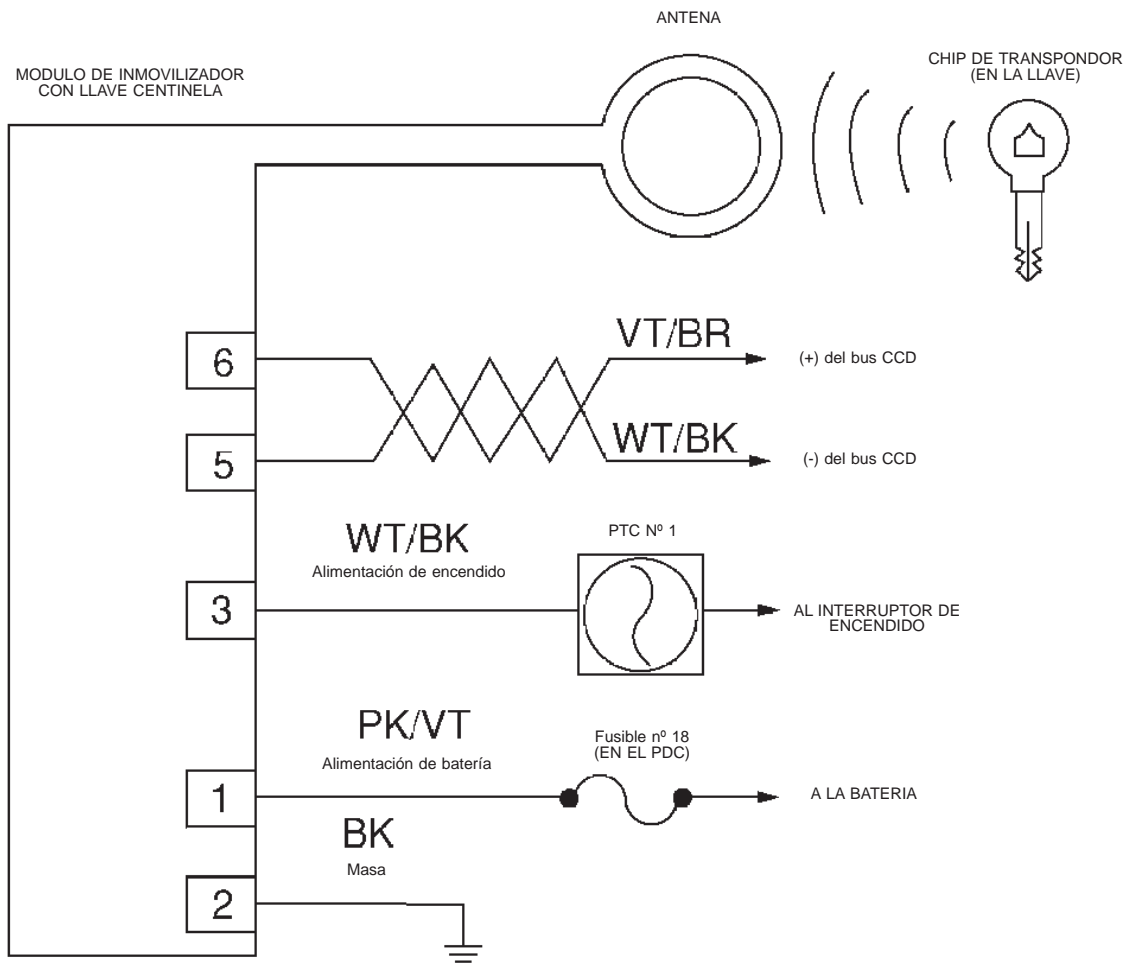 ANTENA
MODULO DE INMOVILIZADOR
CON LLAVE CENTINELA
CHIP DE TRANSPONDOR
(EN LA LLAVE)
6
VT/BR
(+) del bus CCD
5
WT/BK
(-) del bus CCD
WT/BK
Alimentación de encendido
PTC Nº 1
3
AL INTERRUPTOR DE
ENCENDIDO
PK/VT
Alimentación de batería
Fusible nº 18
(EN EL PDC)
1
A LA BATERIA
BK
Masa
2